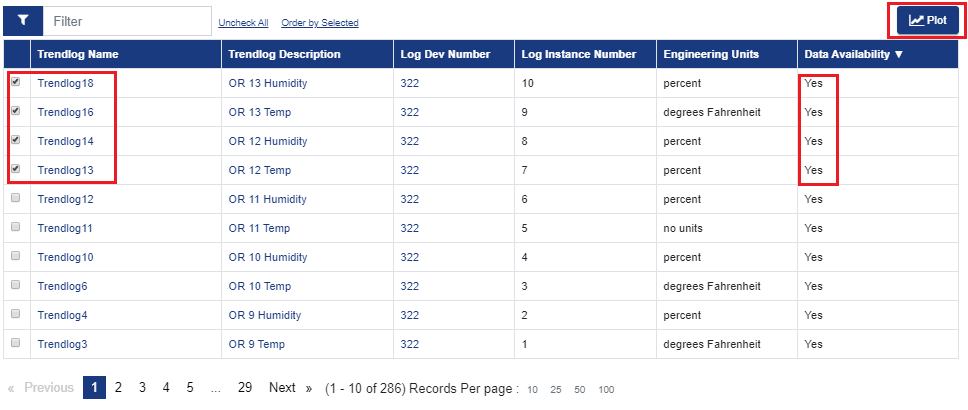 Filter Uncheck All Order by Selected Plot
Trendlog Name Trendlog Description Log Dev Number Log Instance Number Engineering Units Data Availability ▼
Trendlog18 OR 13 Humidity 322 10 percent Yes
Trendlog16 OR 13 Temp 322 9 degrees Fahrenheit Yes
Trendlog14 OR 12 Humidity 322 8 percent Yes
Trendlog13 OR 12 Temp 322 7 percent Yes
Trendlog12 OR 11 Humidity 322 6 percent Yes
Trendlog11 OR 11 Temp 322 5 no units Yes
Trendlog10 OR 10 Humidity 322 4 percent Yes
Trendlog6 OR 10 Temp 322 3 degrees Fahrenheit Yes
Trendlog4 OR 9 Humidity 322 2 percent Yes
Trendlog3 OR 9 Temp 322 1 degrees Fahrenheit Yes
« Previous 1 2 3 4 5 ... 29 Next » (1 - 10 of 286) Records Per page : 10 25 50 100